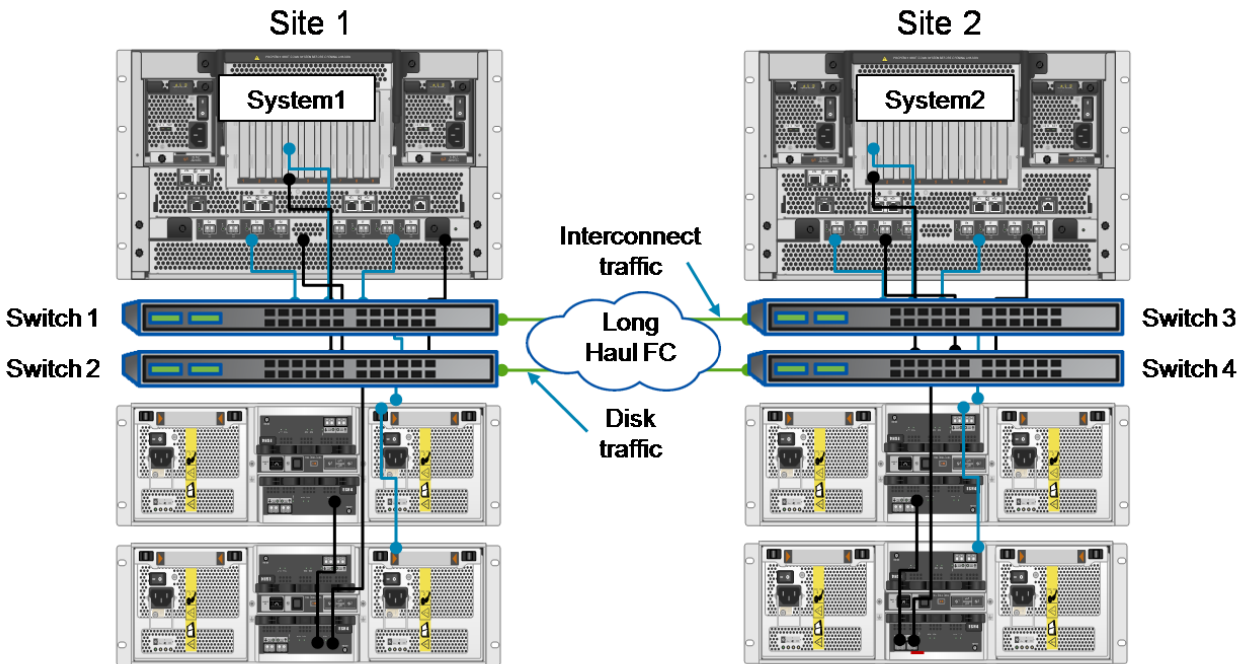 Site 1
Site 2
System1
System2
Interconnect
traffic
Switch 1
Long
Haul FC
Switch 3
Switch 2
Switch 4
Disk
traffic